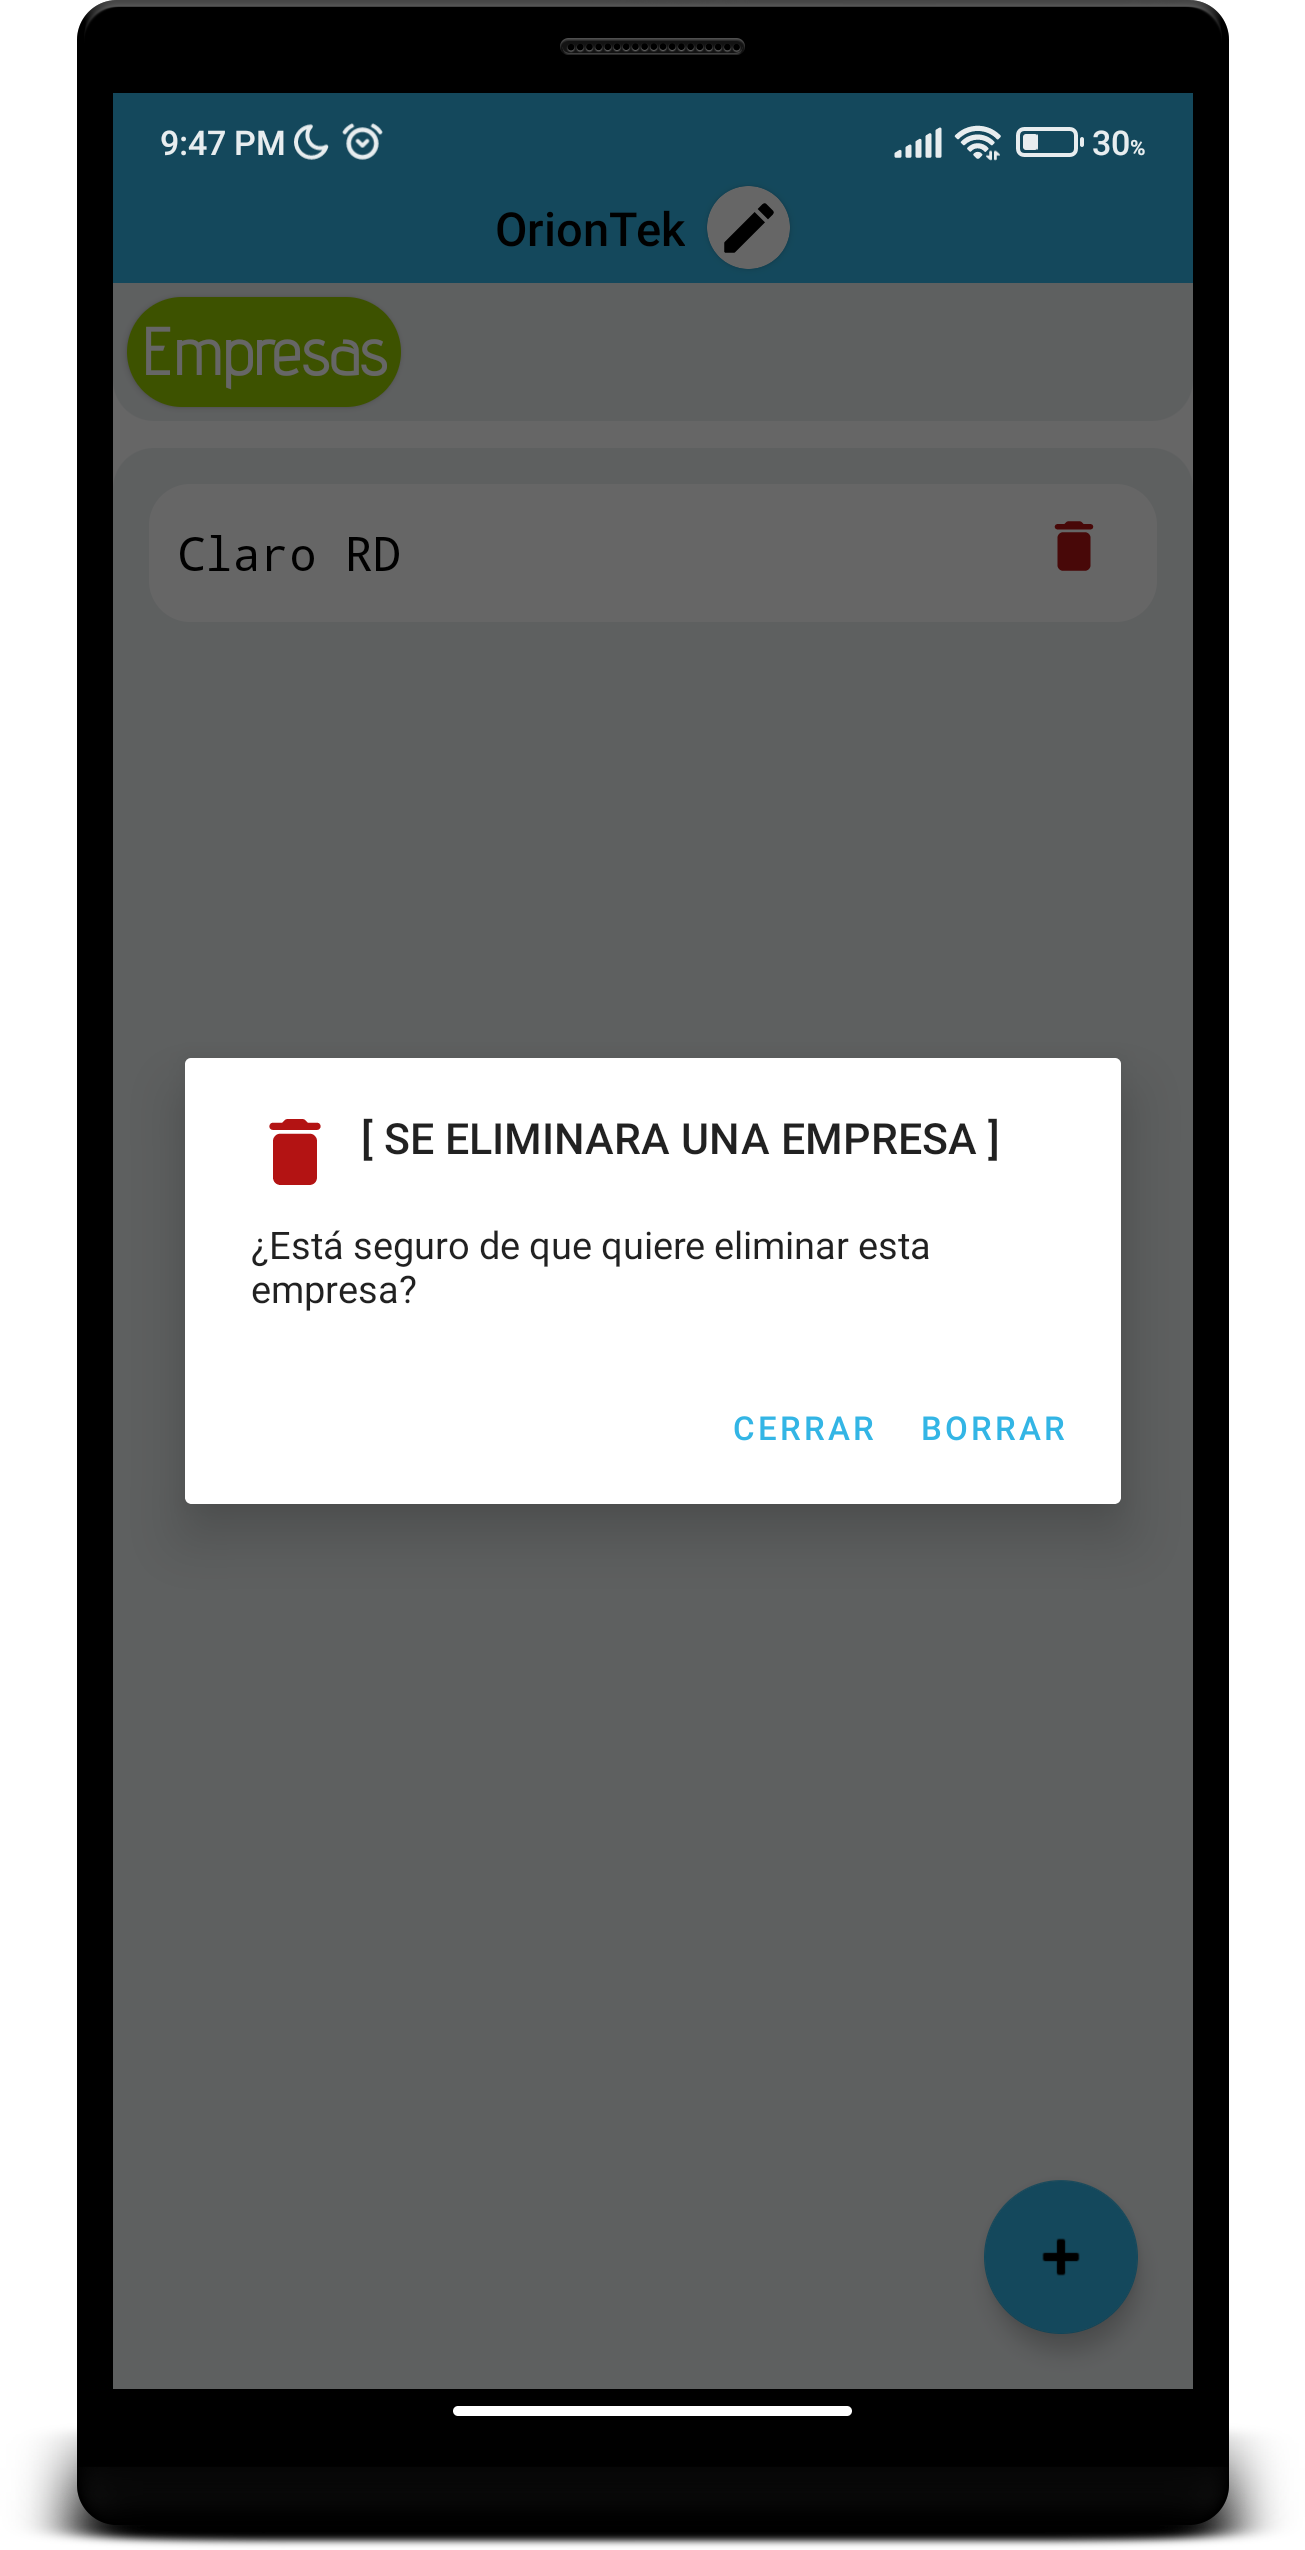 9:47 PM 30%
OrionTek
Empresas
Claro RD
[ SE ELIMINARA UNA EMPRESA ]
¿Está seguro de que quiere eliminar esta
empresa?
CERRAR BORRAR